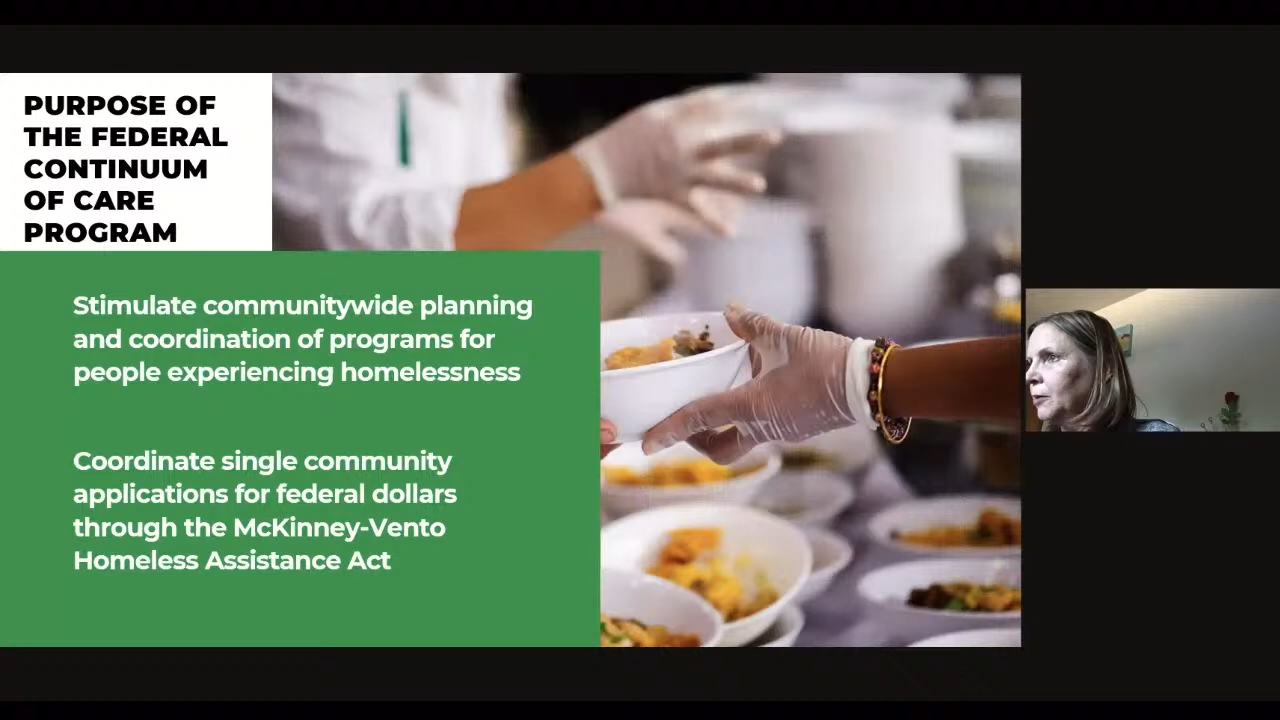 PURPOSE OF
THE FEDERAL
CONTINUUM
OF CARE
PROGRAM
Stimulate communitywide planning
and coordination of programs for
people experiencing homelessness
Coordinate single community
applications for federal dollars
through the McKinney-Vento
Homeless Assistance Act